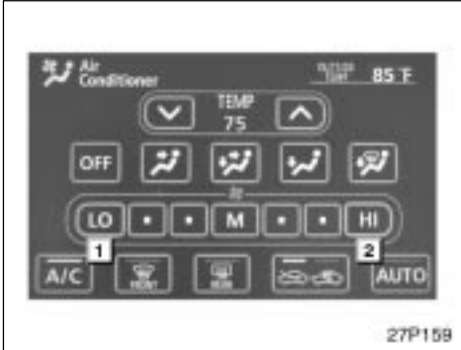 Air
Conditioner
OUTSIDE
TEMP 85°F
TEMP
75
OFF
LO M HI
1 2
A/C FRONT REAR AUTO
27P159